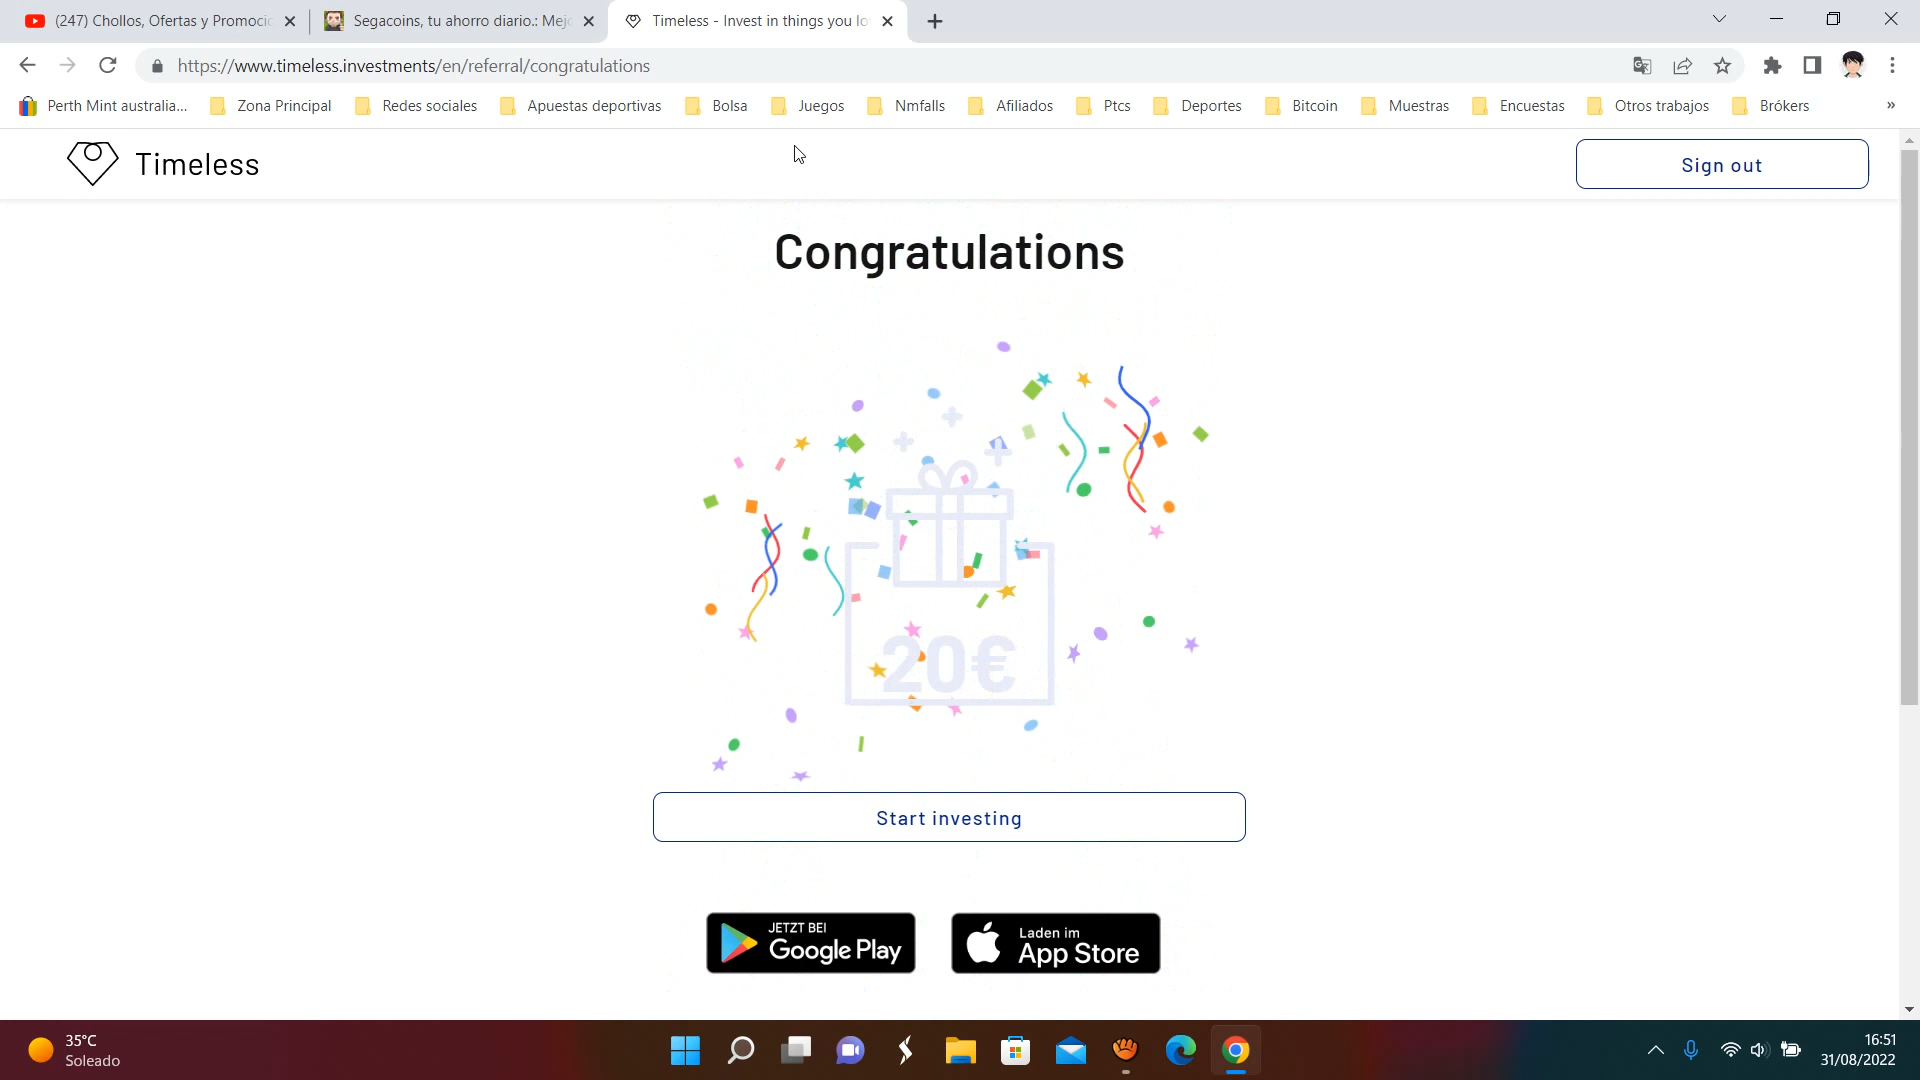 (247) Chollos, Ofertas y Promocio
Segacoins, tu ahorro diario.: Mejo
Timeless - Invest in things you lo
https://www.timeless.investments/en/referral/congratulations
Perth Mint australia...
Zona Principal
Redes sociales
Apuestas deportivas
Bolsa
Juegos
Nmfalls
Afiliados
Ptcs
Deportes
Bitcoin
Muestras
Encuestas
Otros trabajos
Brókers
»
Timeless
Sign out
Congratulations
20€
Start investing
JETZT BEI
Google Play
Laden im
App Store
35°C
Soleado
16:51
31/08/2022